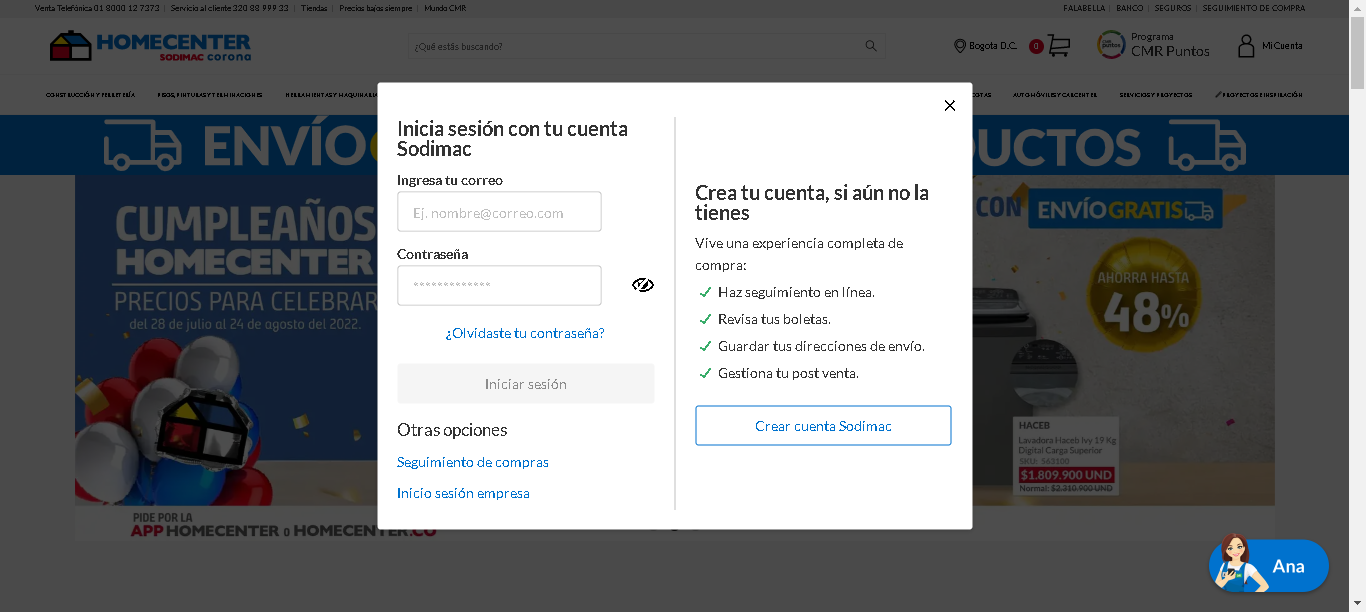 Venta Telefónica 01 8000 12 7373 | Servicio al cliente 320 88 999 33 | Tiendas | Precios bajos siempre | Mundo CMR
FALABELLA | BANCO | SEGUROS | SEGUIMIENTO DE COMPRA
HOMECENTER
SODIMAC corona
¿Qué estás buscando?
Bogota D.C.
0
Programa
CMR Puntos
Mi Cuenta
CONSTRUCCIÓN Y FERRETERÍA
PISOS, PINTURAS Y TERMINACIONES
HERRAMIENTAS Y MAQUINARIA
AUTOMÓVILES Y CAR CENTER
SERVICIOS Y PROYECTOS
PROYECTOS E INSPIRACIÓN
ENVÍO
UCTOS
CUMPLEAÑOS
HOMECENTER
PRECIOS PARA CELEBRAR
del 28 de julio al 24 de agosto del 2022.
PIDE POR LA
APP HOMECENTER o HOMECENTER.CO
Inicia sesión con tu cuenta
Sodimac
Ingresa tu correo
Ej. nombre@correo.com
Contraseña
*************
¿Olvidaste tu contraseña?
Iniciar sesión
Otras opciones
Seguimiento de compras
Inicio sesión empresa
Crea tu cuenta, si aún no la
tienes
Vive una experiencia completa de
compra:
Haz seguimiento en línea.
Revisa tus boletas.
Guardar tus direcciones de envío.
Gestiona tu post venta.
Crear cuenta Sodimac
CON ENVÍO GRATIS
AHORRA HASTA
48%
HACEB
Lavadora Haceb Ivy 19 Kg
Digital Carga Superior
SKU: 563100
$1.809.900 UND
Normal: $2.310.900 UND
Ana